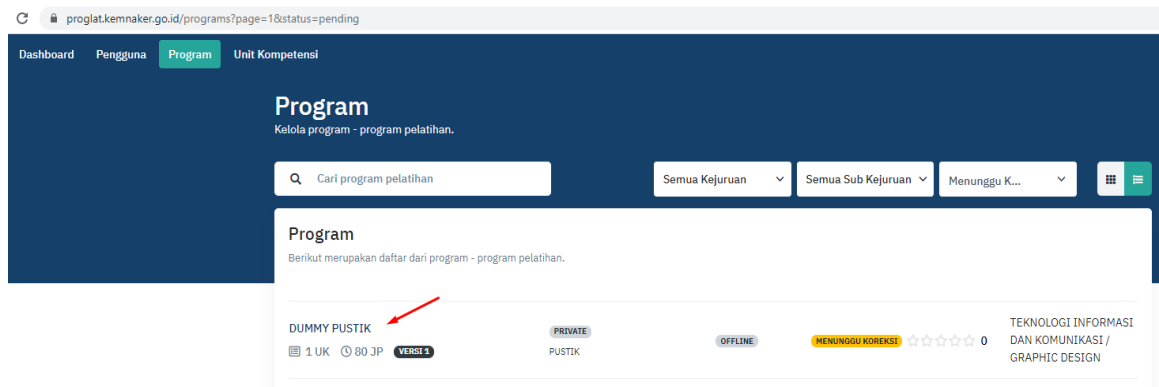 proglat.kemnaker.go.id/programs?page=1&status=pending
Dashboard Pengguna Program Unit Kompetensi
Program
Kelola program - program pelatihan.
Cari program pelatihan
Semua Kejuruan
Semua Sub Kejuruan
Menunggu K...
Program
Berikut merupakan daftar dari program - program pelatihan.
DUMMY PUSTIK
1 UK 80 JP VERSI 1
PRIVATE
PUSTIK
OFFLINE
MENUNGGU KOREKSI 0
TEKNOLOGI INFORMASI
DAN KOMUNIKASI /
GRAPHIC DESIGN